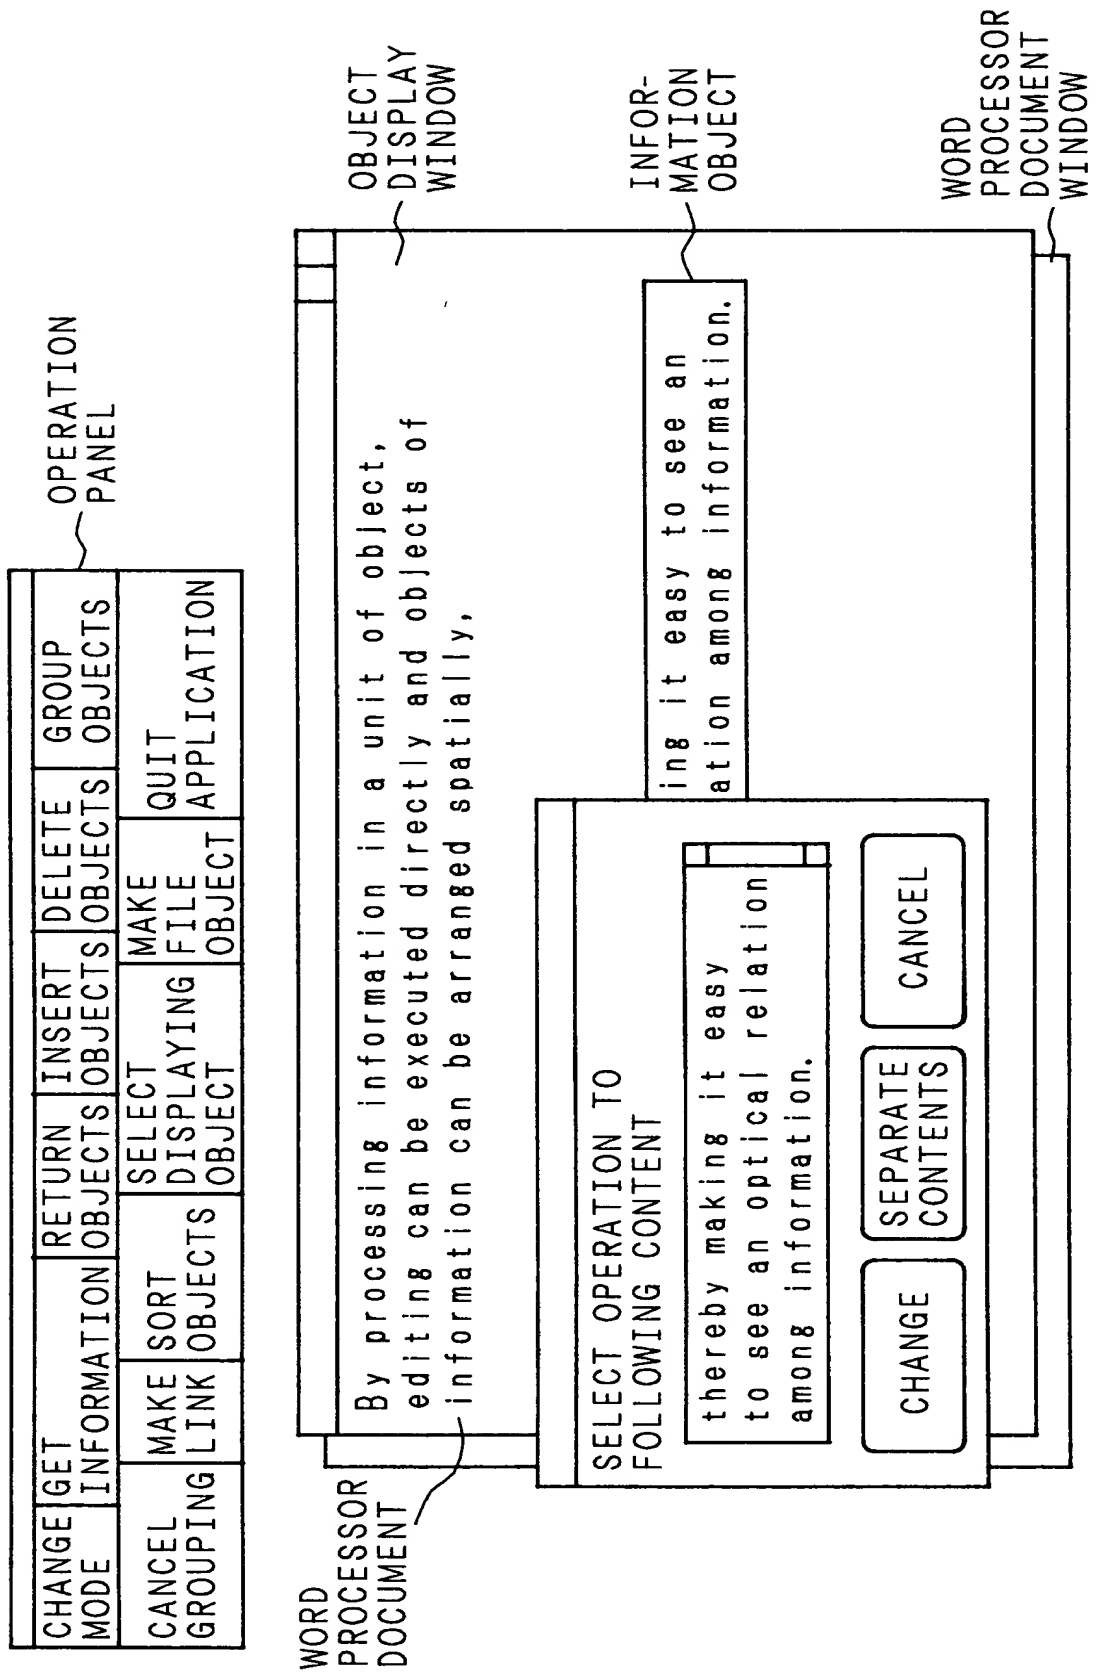 CHANGE MODE
GET INFORMATION
RETURN OBJECTS
INSERT OBJECTS
DELETE OBJECTS
GROUP OBJECTS
CANCEL GROUPING
MAKE LINK
SORT OBJECTS
SELECT DISPLAYING OBJECT
MAKE FILE OBJECT
QUIT APPLICATION
OPERATION
PANEL
WORD
PROCESSOR
DOCUMENT
By processing information in a unit of object,
editing can be executed directly and objects of
information can be arranged spatially,
OBJECT
DISPLAY
WINDOW
ing it easy to see an
ation among information.
INFOR-
MATION
OBJECT
SELECT OPERATION TO
FOLLOWING CONTENT
thereby making it easy
to see an optical relation
among information.
CHANGE
SEPARATE
CONTENTS
CANCEL
WORD
PROCESSOR
DOCUMENT
WINDOW